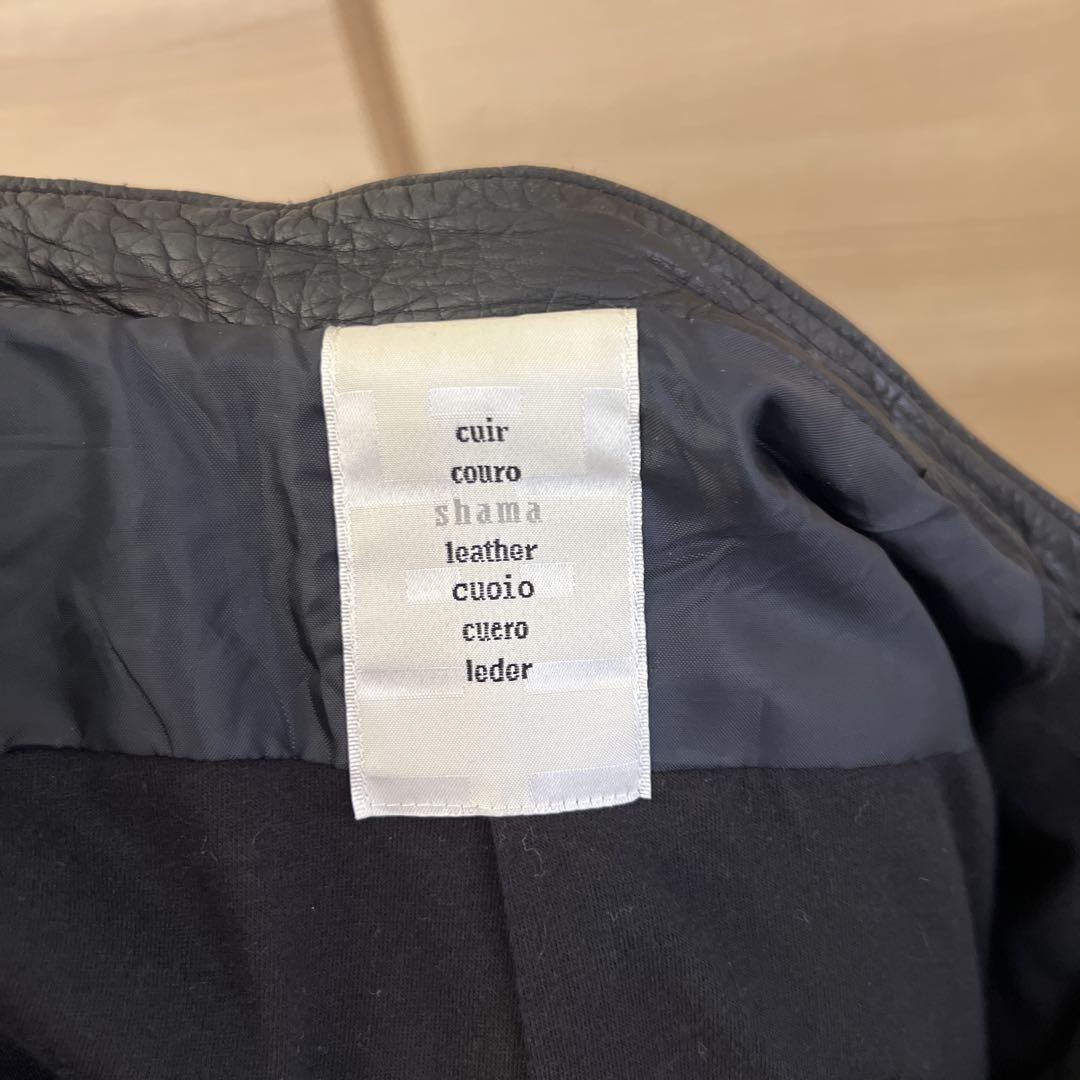 cuir
couro
shama
leather
cuoio
cuero
leder